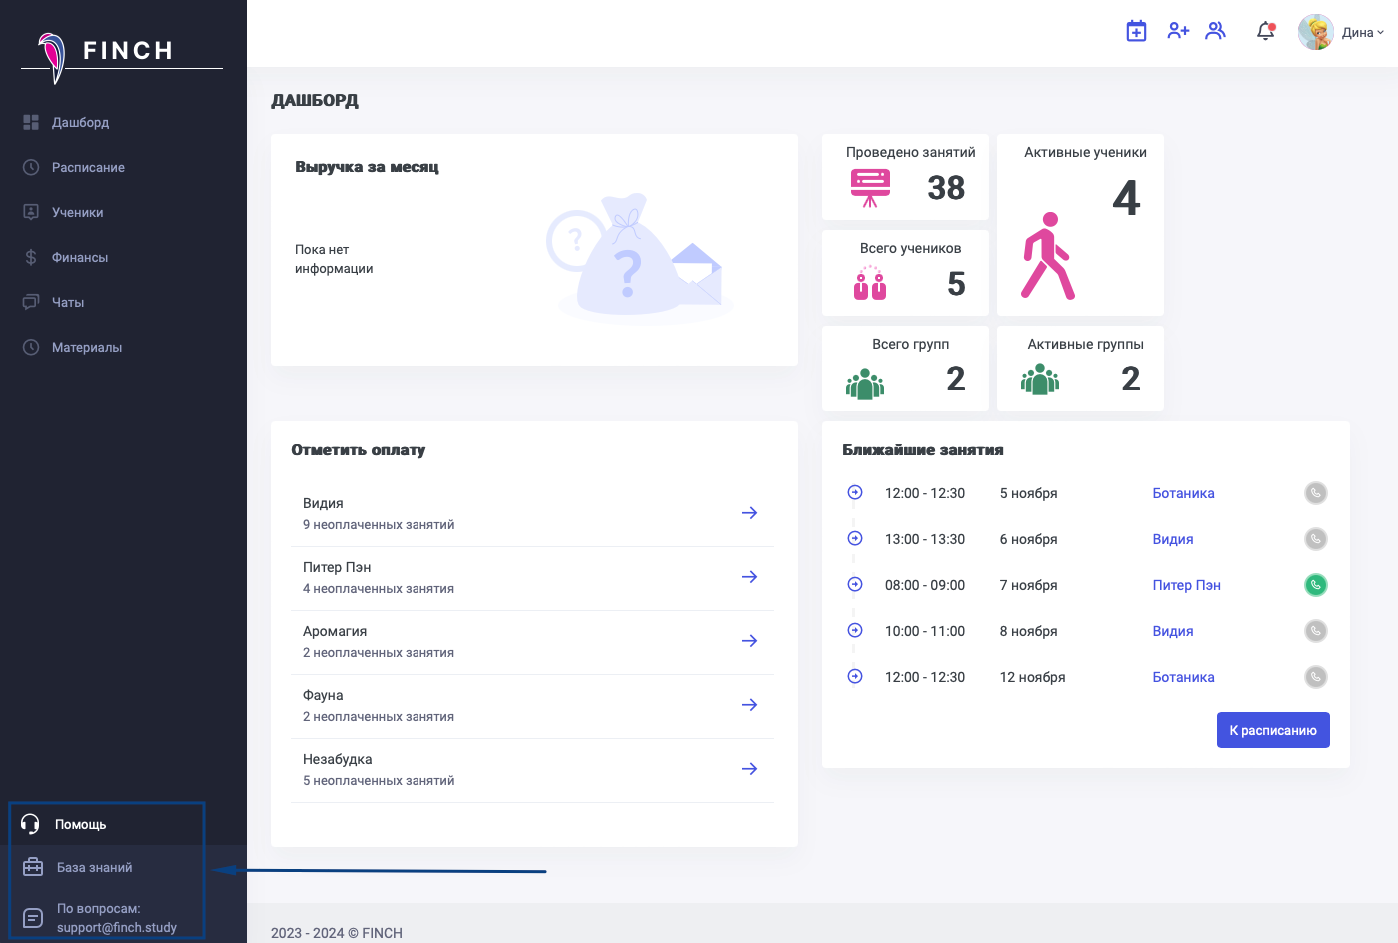 FINCH
Дашборд
Расписание
Ученики
Финансы
Чаты
Материалы
Помощь
База знаний
По вопросам:
support@finch.study
Дина
ДАШБОРД
Выручка за месяц
Пока нет
информации
?
?
Проведено занятий
38
Активные ученики
4
Всего учеников
5
Всего групп
2
Активные группы
2
Отметить оплату
Видия
9 неоплаченных занятий
Питер Пэн
4 неоплаченных занятия
Аромагия
2 неоплаченных занятия
Фауна
2 неоплаченных занятия
Незабудка
5 неоплаченных занятий
Ближайшие занятия
12:00 - 12:30 5 ноября Ботаника
13:00 - 13:30 6 ноября Видия
08:00 - 09:00 7 ноября Питер Пэн
10:00 - 11:00 8 ноября Видия
12:00 - 12:30 12 ноября Ботаника
К расписанию
2023 - 2024 © FINCH